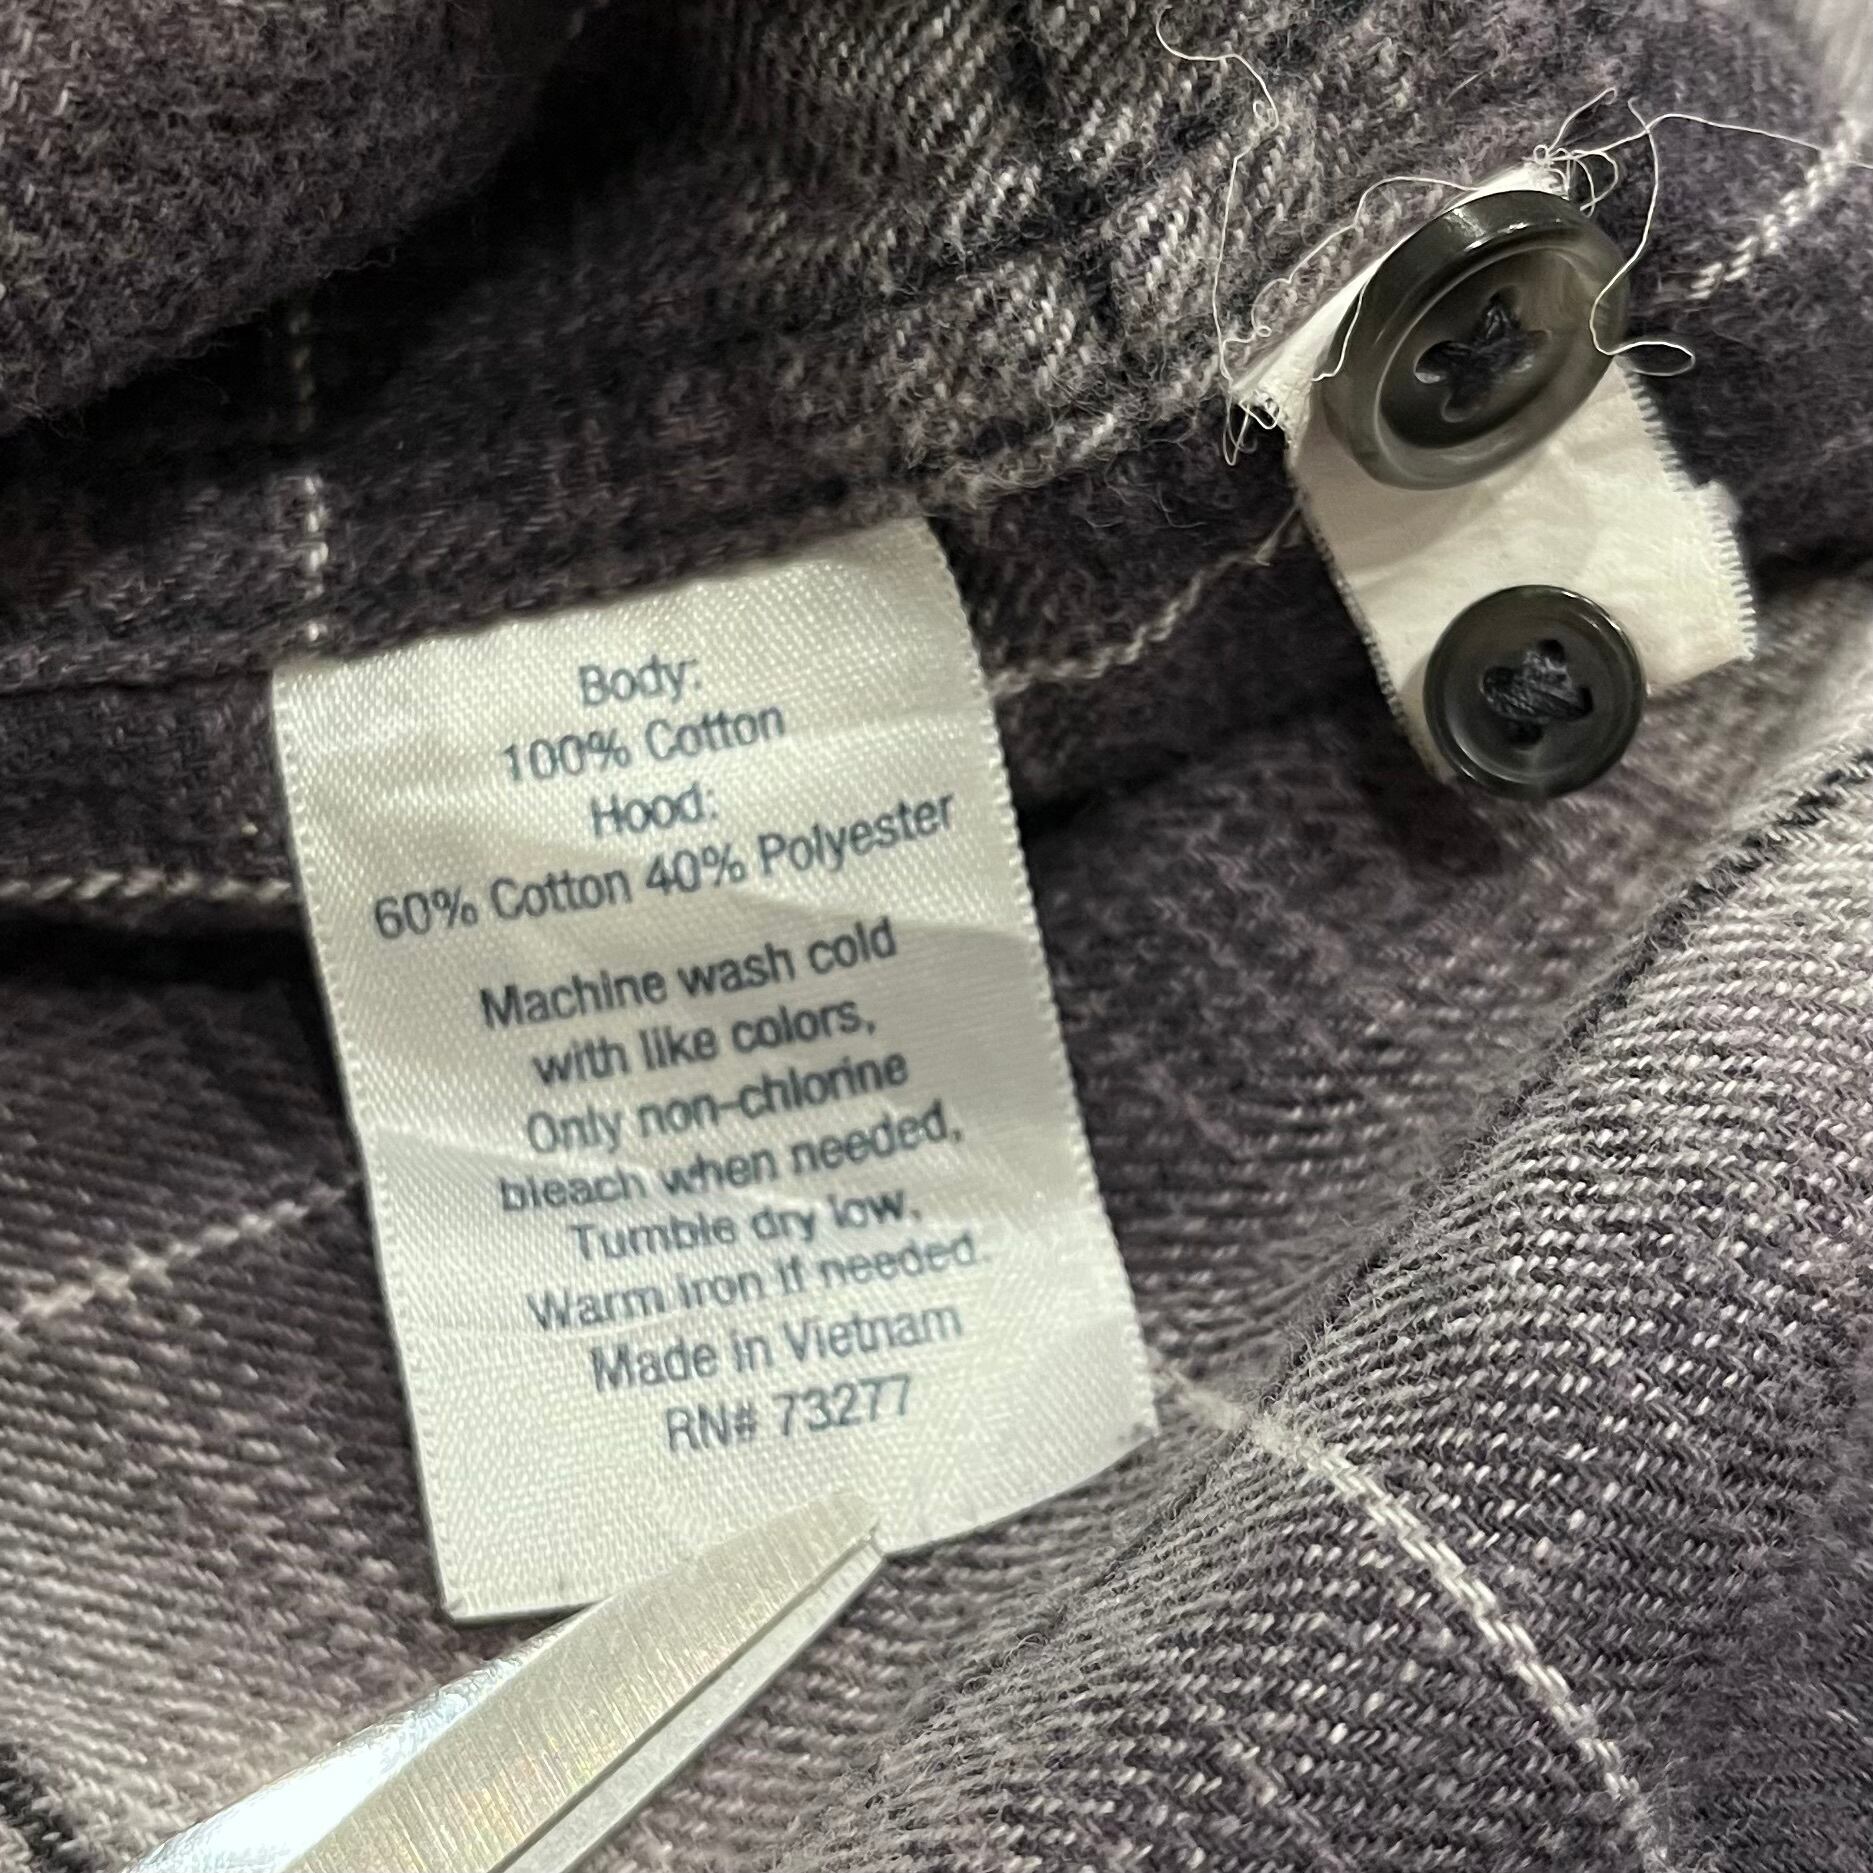 Body:
100% Cotton
Hood:
60% Cotton 40% Polyester
Machine wash cold
with like colors,
Only non-chlorine
bleach when needed,
Tumble dry low,
Warm iron if needed.
Made in Vietnam
RN# 73277